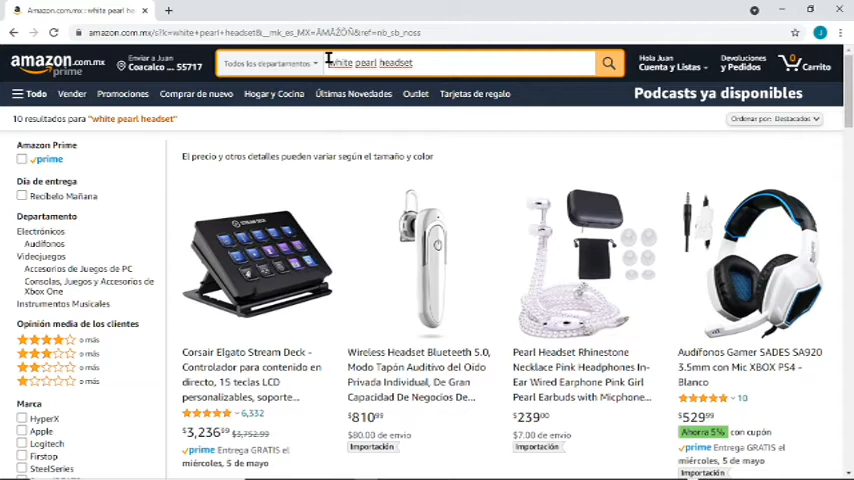 Amazon.com.mx: white pearl he
amazon.com.mx/s?k=white+pearl+headset&__mk_es_MX=ÅMÅŽÕÑ&ref=nb_sb_noss
J
amazon.com.mx
prime
Enviar a Juan
Coacalco ... 55717
Todos los departamentos
white pearl headset
Hola Juan
Cuenta y Listas
Devoluciones
y Pedidos
0
Carrito
Todo Vender Promociones Comprar de nuevo Hogar y Cocina Últimas Novedades Outlet Tarjetas de regalo
Podcasts ya disponibles
10 resultados para "white pearl headset"
Ordenar por: Destacados
Amazon Prime
prime
Día de entrega
Recíbelo Mañana
Departamento
Electrónicos
Audífonos
Videojuegos
Accesorios de Juegos de PC
Consolas, Juegos y Accesorios de
Xbox One
Instrumentos Musicales
Opinión media de los clientes
o más
o más
o más
o más
Marca
HyperX
Apple
Logitech
Firstop
SteelSeries
El precio y otros detalles pueden variar según el tamaño y color
STREAM DECK
Corsair Elgato Stream Deck -
Controlador para contenido en
directo, 15 teclas LCD
personalizables, soporte...
6,332
$3,236⁹⁹ $3,752.99
prime Entrega GRATIS el
miércoles, 5 de mayo
Wireless Headset Blueteeth 5.0,
Modo Tapón Auditivo del Oído
Privada Individual, De Gran
Capacidad De Negocios De...
$810⁹⁹
$80.00 de envío
Importación
Pearl Headset Rhinestone
Necklace Pink Headphones In-
Ear Wired Earphone Pink Girl
Pearl Earbuds with Micphone...
$239⁰⁰
$7.00 de envío
Importación
Audífonos Gamer SADES SA920
3.5mm con Mic XBOX PS4 -
Blanco
10
$529⁹⁹
Ahorra 5% con cupón
prime Entrega GRATIS el
miércoles, 5 de mayo
Importación